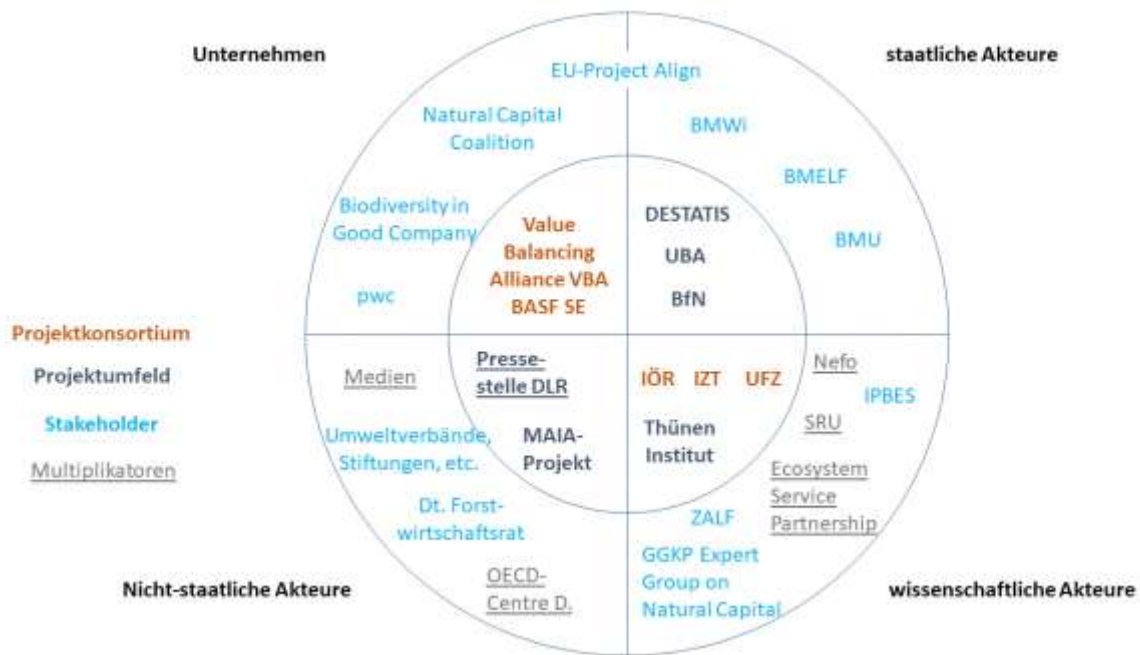 Unternehmen
staatliche Akteure
EU-Project Align
Natural Capital
Coalition
BMWi
BMELF
BMU
Biodiversity in
Good Company
pwc
Value
Balancing
Alliance VBA
BASF SE
DESTATIS
UBA
BfN
Projektkonsortium
Projektumfeld
Stakeholder
Multiplikatoren
Medien
Presse-
stelle DLR
Umweltverbände,
Stiftungen, etc.
MAIA-
Projekt
Dt. Forst-
wirtschaftsrat
OECD-
Centre D.
IÖR IZT UFZ
Thünen
Institut
Nefo
IPBES
SRU
Ecosystem
Service
Partnership
ZALF
GGKP Expert
Group on
Natural Capital
Nicht-staatliche Akteure
wissenschaftliche Akteure